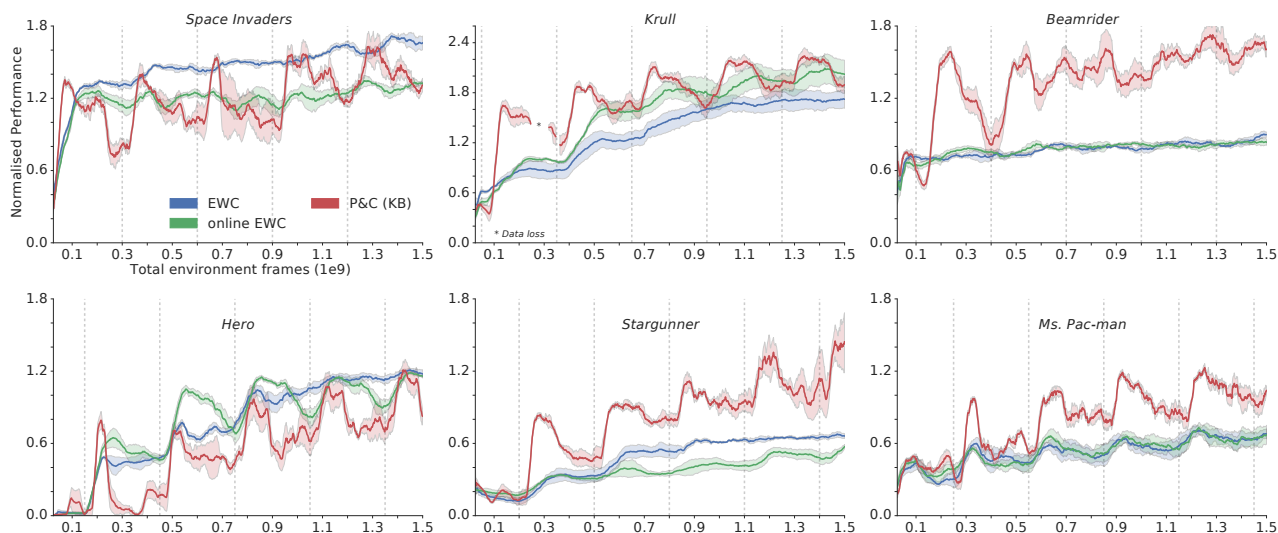 Space Invaders
Krull
Beamrider
Normalised Performance
1.8
1.2
0.6
0.0
EWC
online EWC
P&C (KB)
0.1 0.3 0.5 0.7 0.9 1.1 1.3 1.5
Total environment frames (1e9)
2.4
1.8
1.2
0.6
0.0
*
* Data loss
0.1 0.3 0.5 0.7 0.9 1.1 1.3 1.5
1.8
1.2
0.6
0.0
0.1 0.3 0.5 0.7 0.9 1.1 1.3 1.5
Hero
Stargunner
Ms. Pac-man
1.8
1.2
0.6
0.0
0.1 0.3 0.5 0.7 0.9 1.1 1.3 1.5
1.8
1.2
0.6
0.0
0.1 0.3 0.5 0.7 0.9 1.1 1.3 1.5
1.8
1.2
0.6
0.0
0.1 0.3 0.5 0.7 0.9 1.1 1.3 1.5